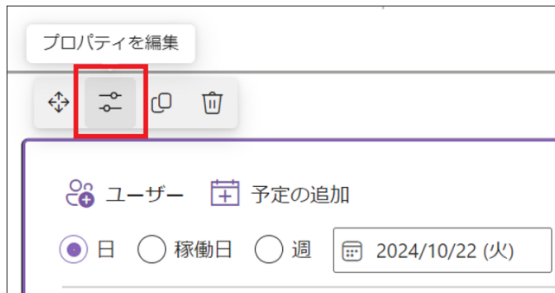 プロパティを編集
ユーザー 予定の追加
日 稼働日 週 2024/10/22 (火)